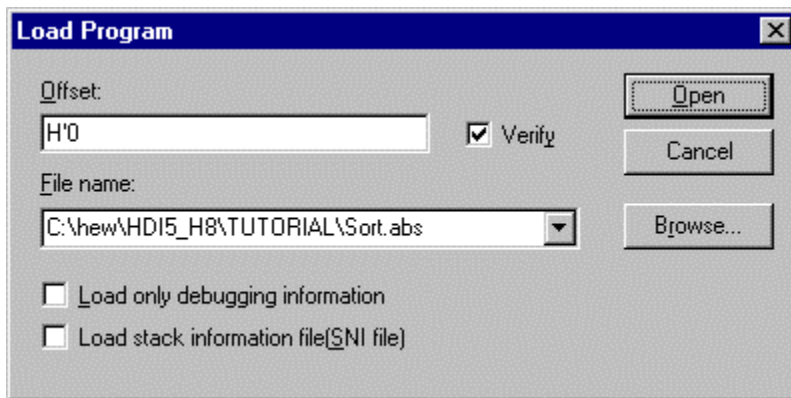 Load Program
Offset:
H'0
Verify
File name:
C:\hew\HDI5_H8\TUTORIAL\Sort.abs
Load only debugging information
Load stack information file(SNI file)
Open
Cancel
Browse...